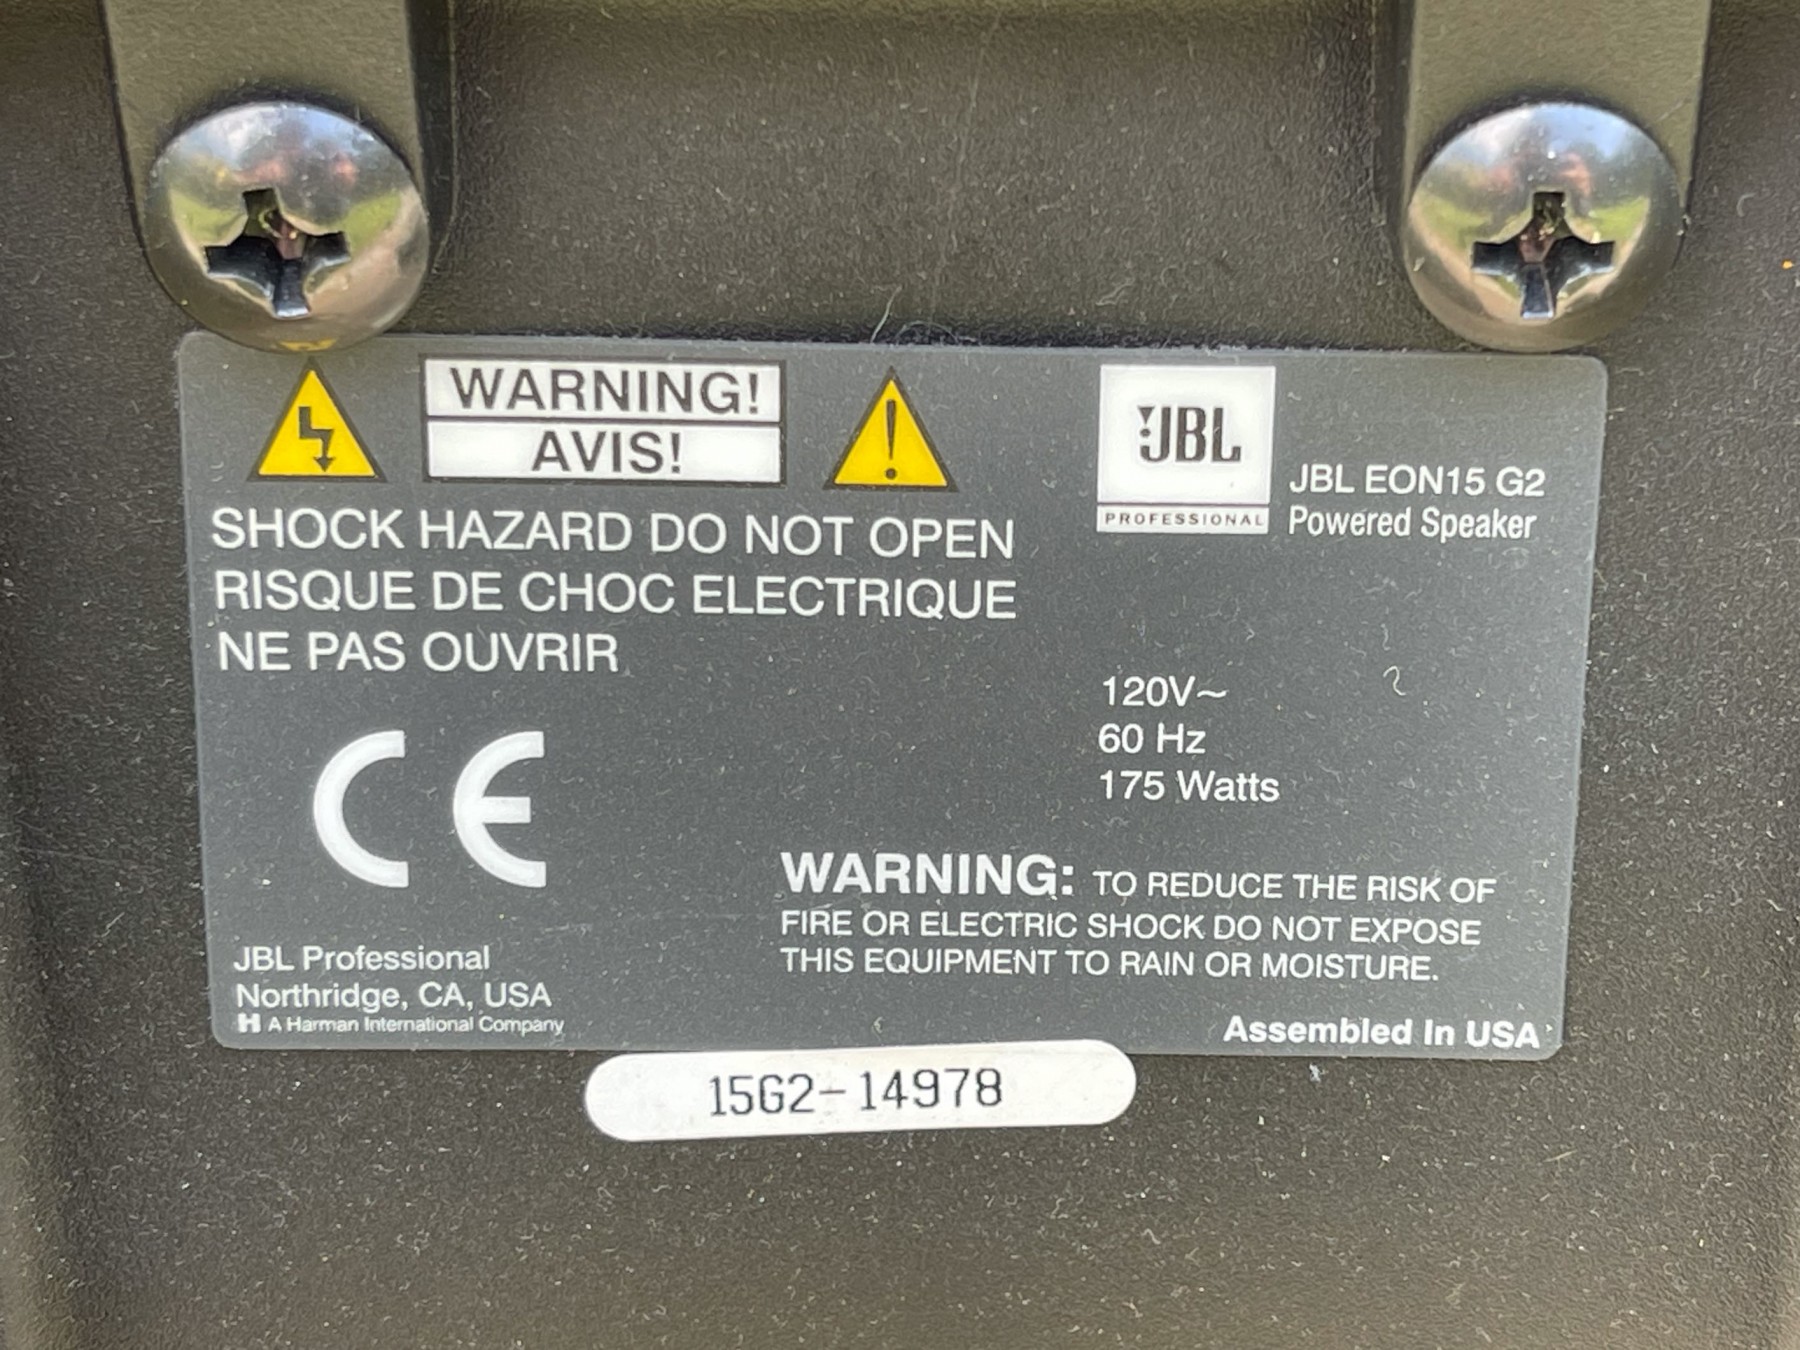 WARNING!
AVIS!
SHOCK HAZARD DO NOT OPEN
RISQUE DE CHOC ELECTRIQUE
NE PAS OUVRIR
JBL
PROFESSIONAL
JBL EON15 G2
Powered Speaker
120V~
60 Hz
175 Watts
CE
WARNING: TO REDUCE THE RISK OF
FIRE OR ELECTRIC SHOCK DO NOT EXPOSE
THIS EQUIPMENT TO RAIN OR MOISTURE.
JBL Professional
Northridge, CA, USA
H A Harman International Company
Assembled In USA
15G2-14978